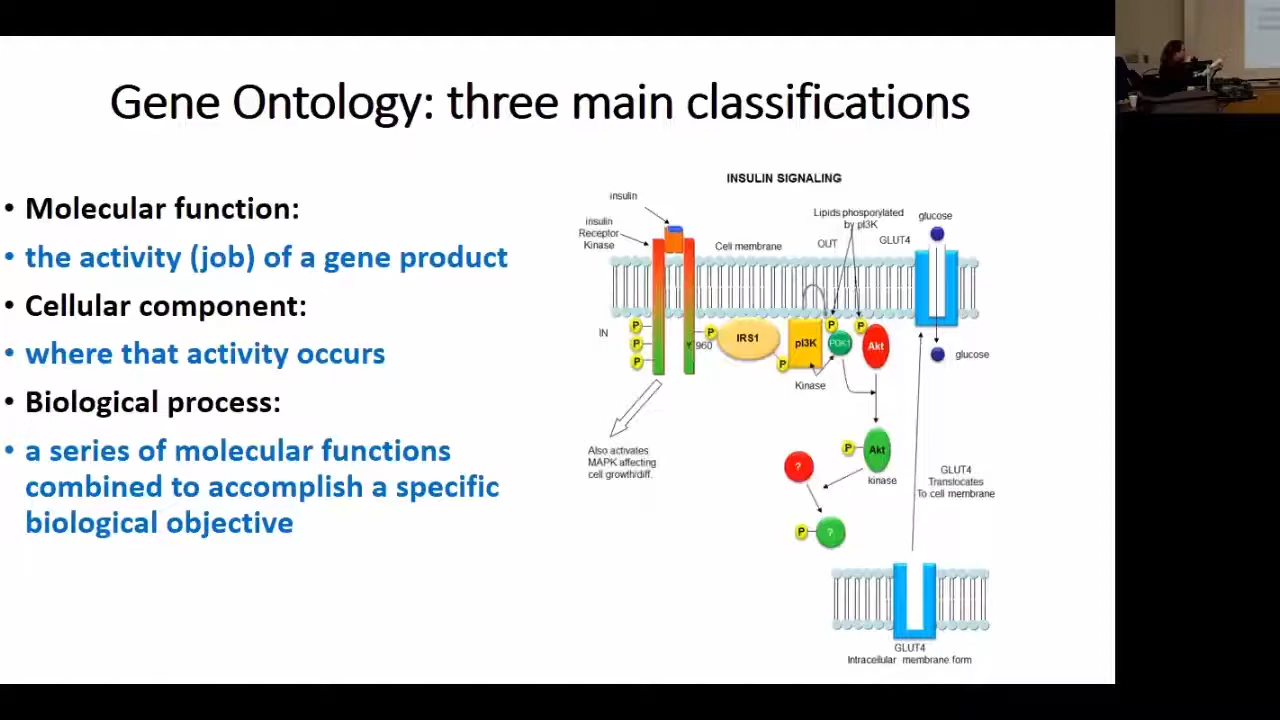 Gene Ontology: three main classifications
• Molecular function:
• the activity (job) of a gene product
• Cellular component:
• where that activity occurs
• Biological process:
• a series of molecular functions
combined to accomplish a specific
biological objective
INSULIN SIGNALING
insulin
insulin
Receptor
Kinase
Cell membrane
OUT
Lipids phosporylated
by pI3K
GLUT4
glucose
IN
P
P
P
Y
960
P
IRS1
P
pI3K
Kinase
P
PDK1
P
Akt
glucose
Also activates
MAPK affecting
cell growth/diff.
P
Akt
kinase
?
P
?
GLUT4
Translocates
To cell membrane
GLUT4
Intracellular membrane form